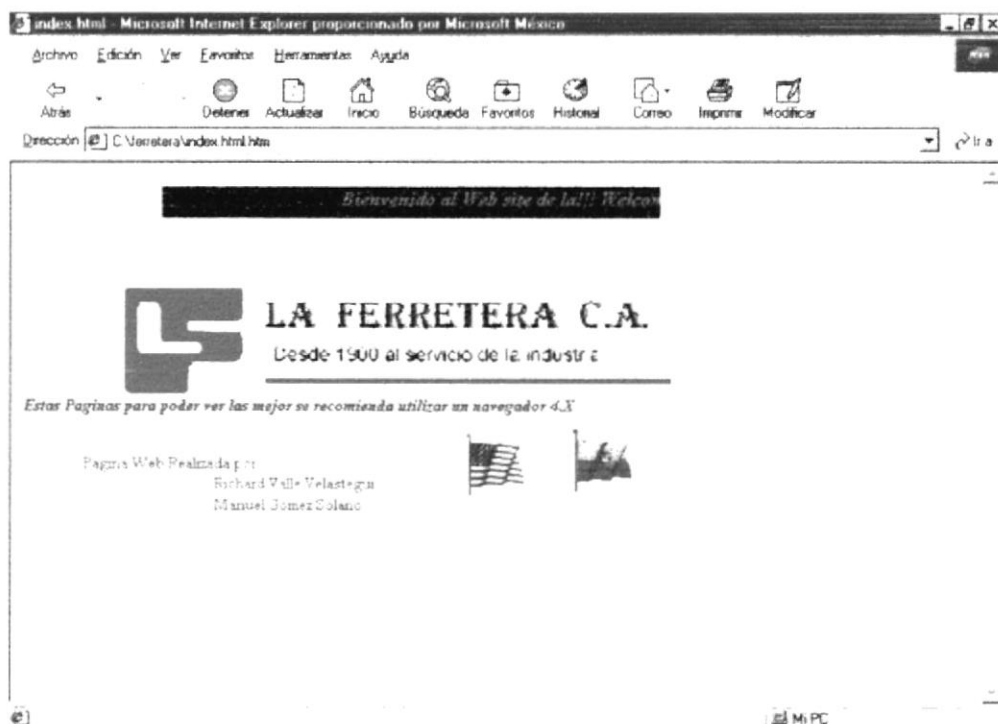 index.html - Microsoft Internet Explorer proporcionado por Microsoft México
Archivo Edición Ver Favoritos Herramientas Ayuda
Atrás Detener Actualizar Inicio Búsqueda Favoritos Historial Correo Imprimir Modificar
Dirección C:\ferretera\index.html.htm Ir a
Bienvenido al Web site de la!!! Welcom
LA FERRETERA C.A.
Desde 1900 al servicio de la industria
Estas Paginas para poder ver las mejor se recomienda utilizar un navegador 4.X
Pagina Web Realizada por
Richard Valle Velastegui
Manuel Gomez Solano
Mi PC